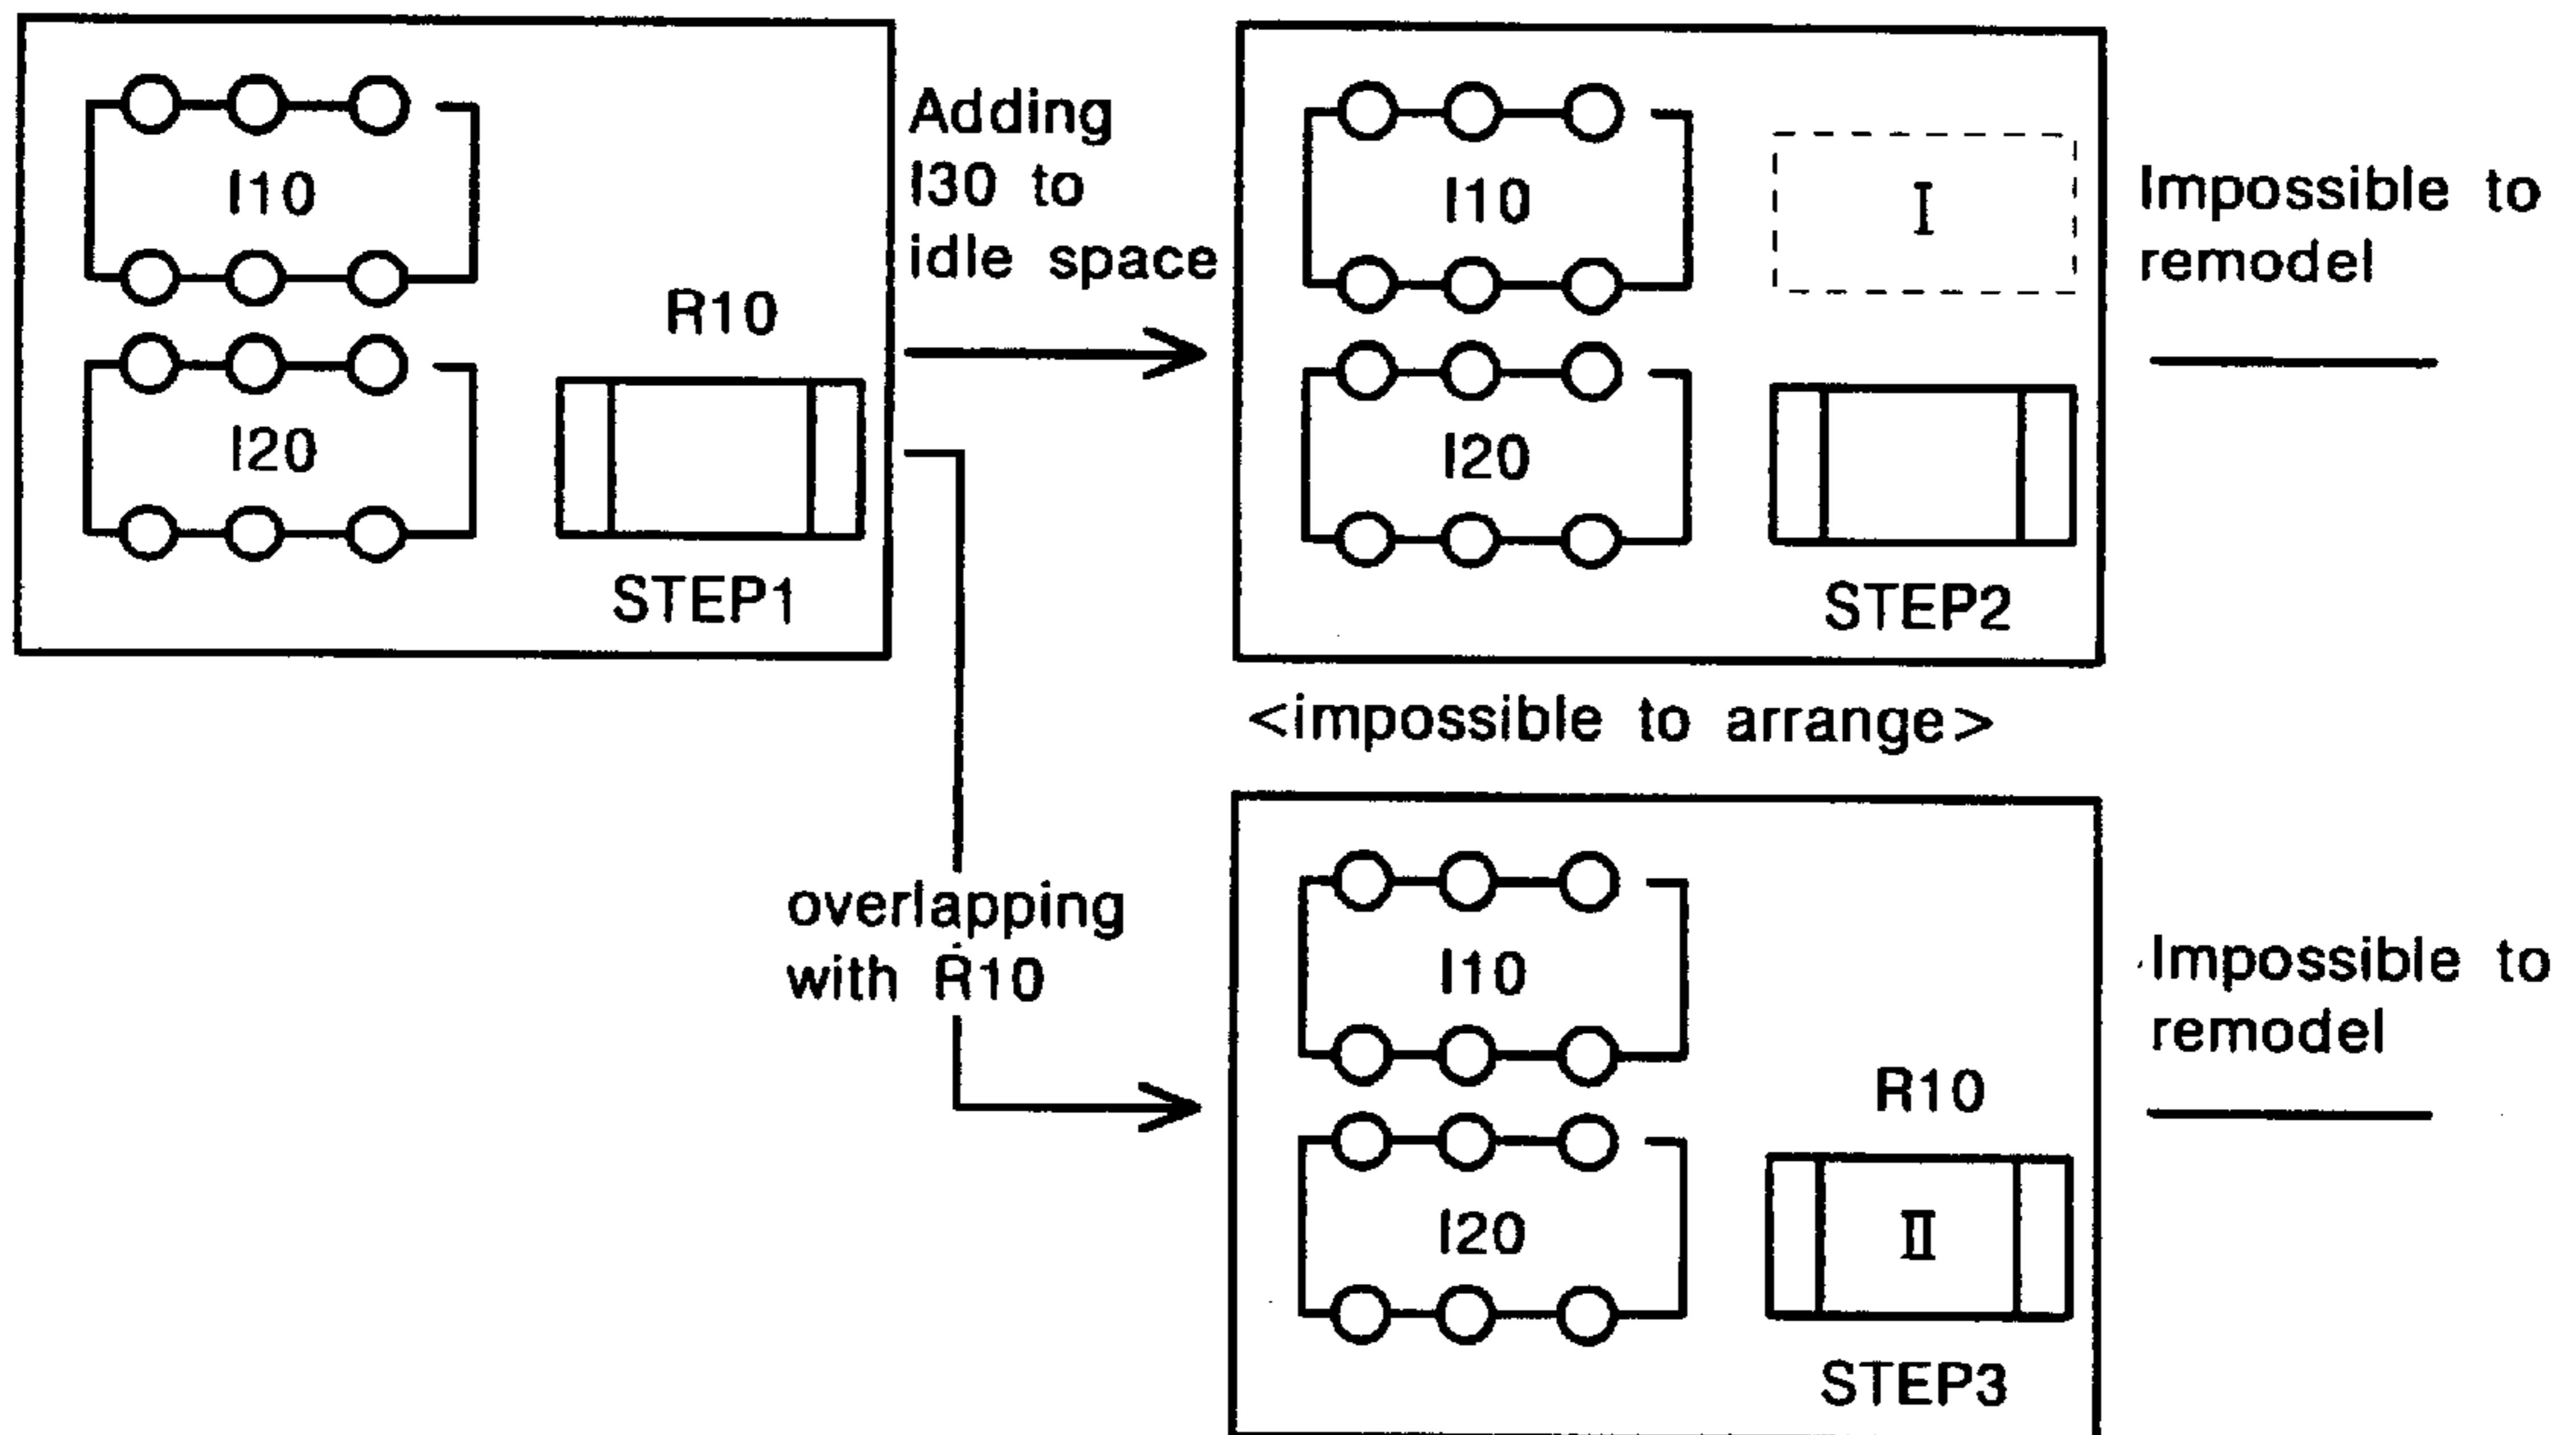 I10
R10
I20
STEP1
Adding
I30 to
idle space
I10
I
I20
STEP2
Impossible to
remodel
<impossible to arrange>
overlapping
with R10
I10
R10
I20
II
STEP3
Impossible to
remodel